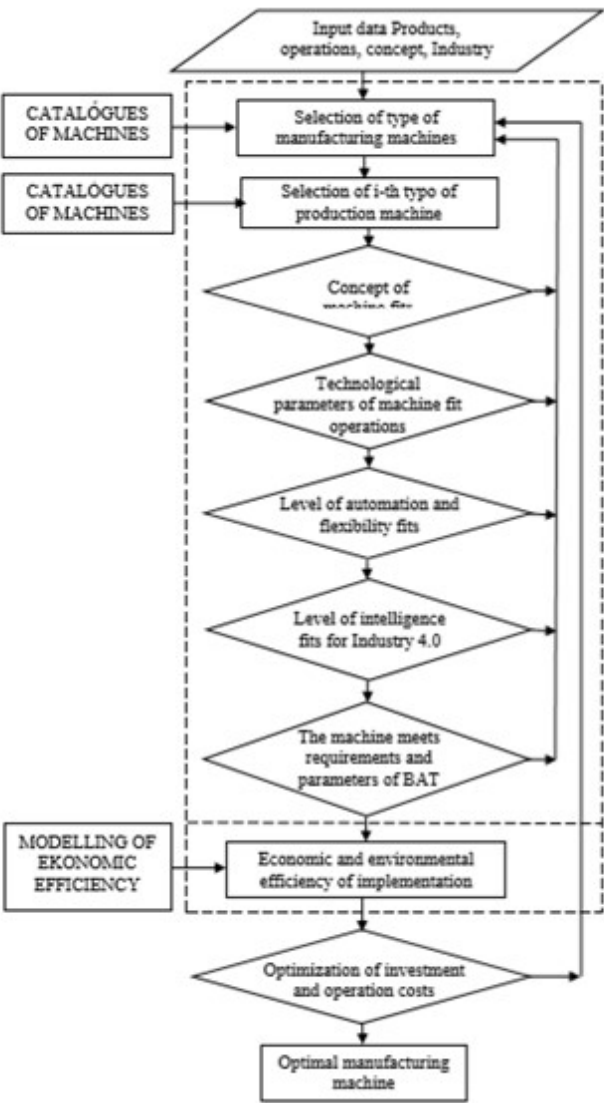 Input data Products,
operations, concept, Industry
CATALÓGUES
OF MACHINES
Selection of type of
manufacturing machines
CATALÓGUES
OF MACHINES
Selection of i-th typo of
production machine
Concept of
machine fits
Technological
parameters of machine fit
operations
Level of automation and
flexibility fits
Level of intelligence
fits for Industry 4.0
The machine meets
requirements and
parameters of BAT
MODELLING OF
EKONOMIC
EFFICIENCY
Economic and environmental
efficiency of implementation
Optimization of investment
and operation costs
Optimal manufacturing
machine